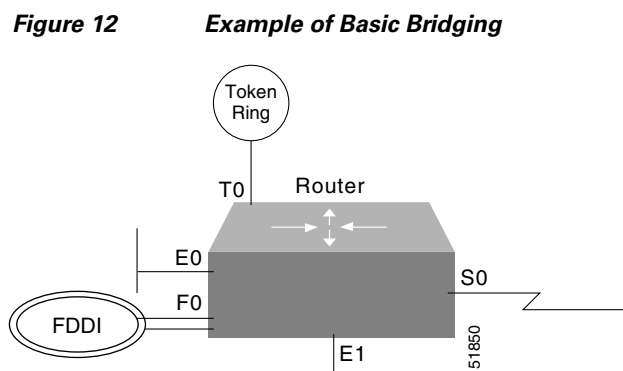 Figure 12 Example of Basic Bridging
Token
Ring
T0
Router
E0
S0
F0
FDDI
E1
51850